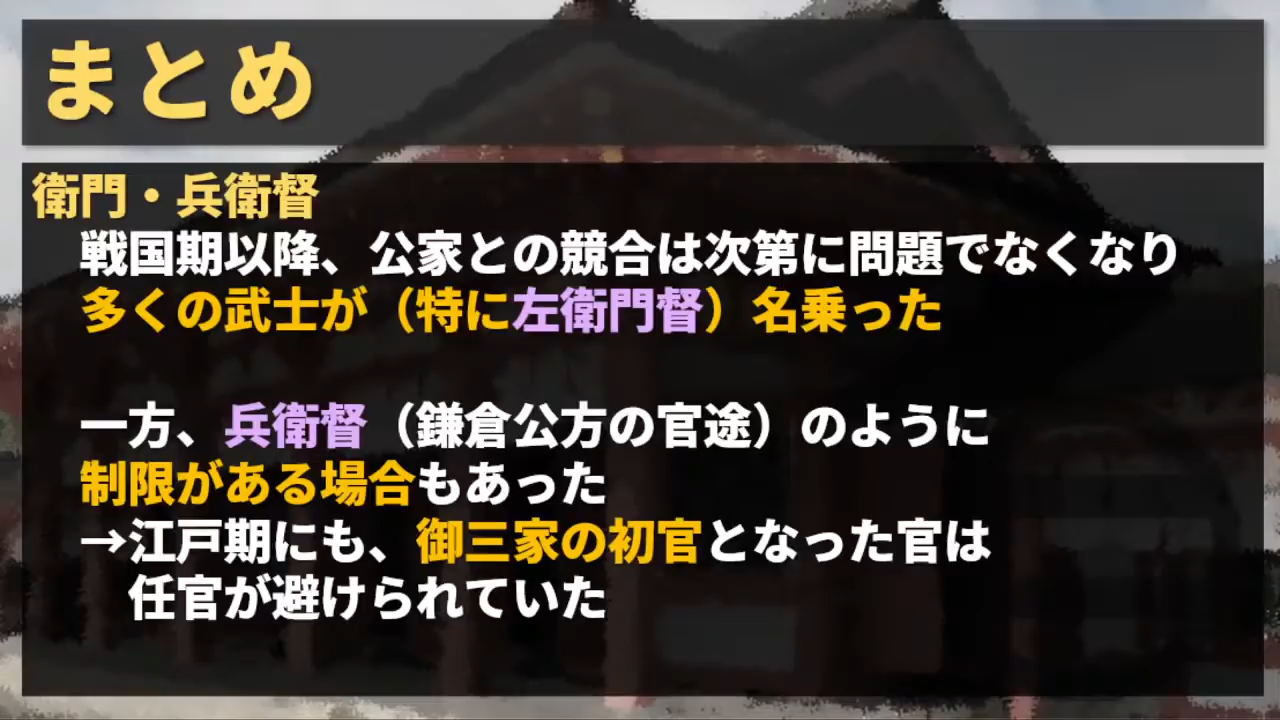 まとめ
衛門・兵衛督
戦国期以降、公家との競合は次第に問題でなくなり
多くの武士が（特に左衛門督）名乗った
一方、兵衛督（鎌倉公方の官途）のように
制限がある場合もあった
→江戸期にも、御三家の初官となった官は
任官が避けられていた